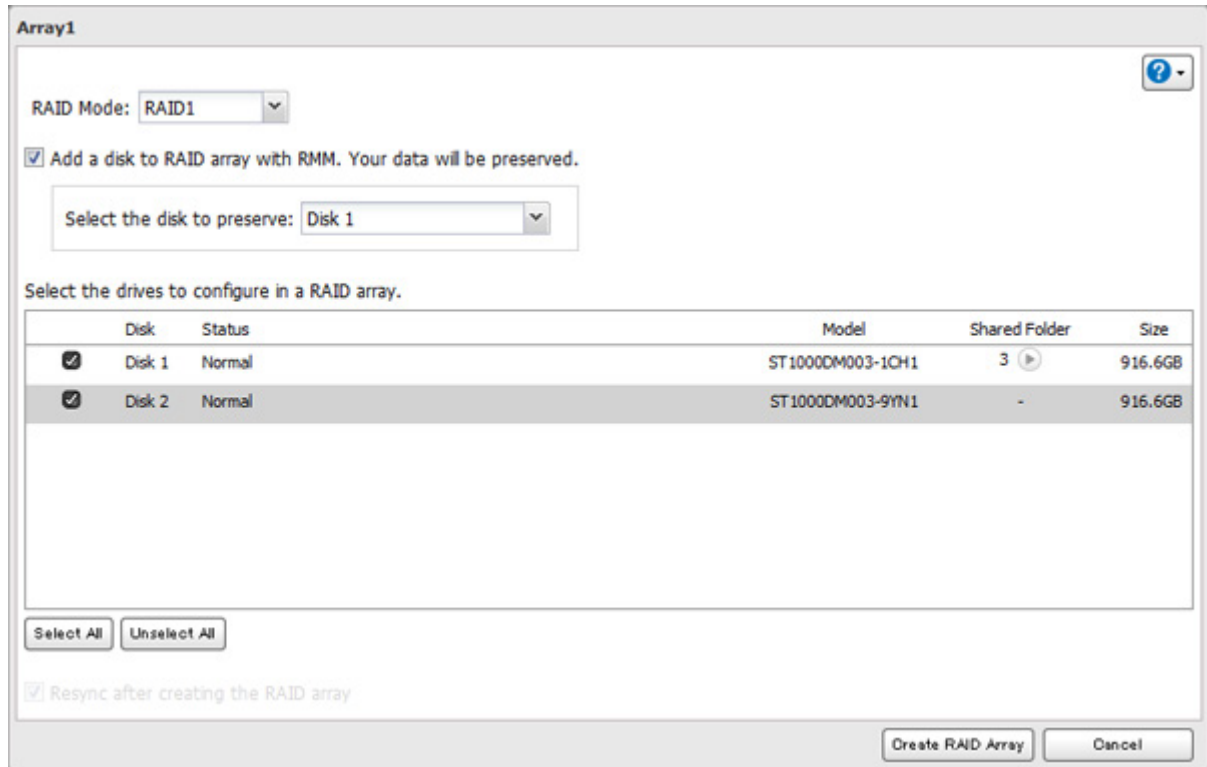 Array1
RAID Mode: RAID1
Add a disk to RAID array with RMM. Your data will be preserved.
Select the disk to preserve: Disk 1
Select the drives to configure in a RAID array.
Disk Status Model Shared Folder Size
Disk 1 Normal ST1000DM003-1CH1 3 916.6GB
Disk 2 Normal ST1000DM003-9YN1 - 916.6GB
Select All Unselect All
Resync after creating the RAID array
Create RAID Array Cancel